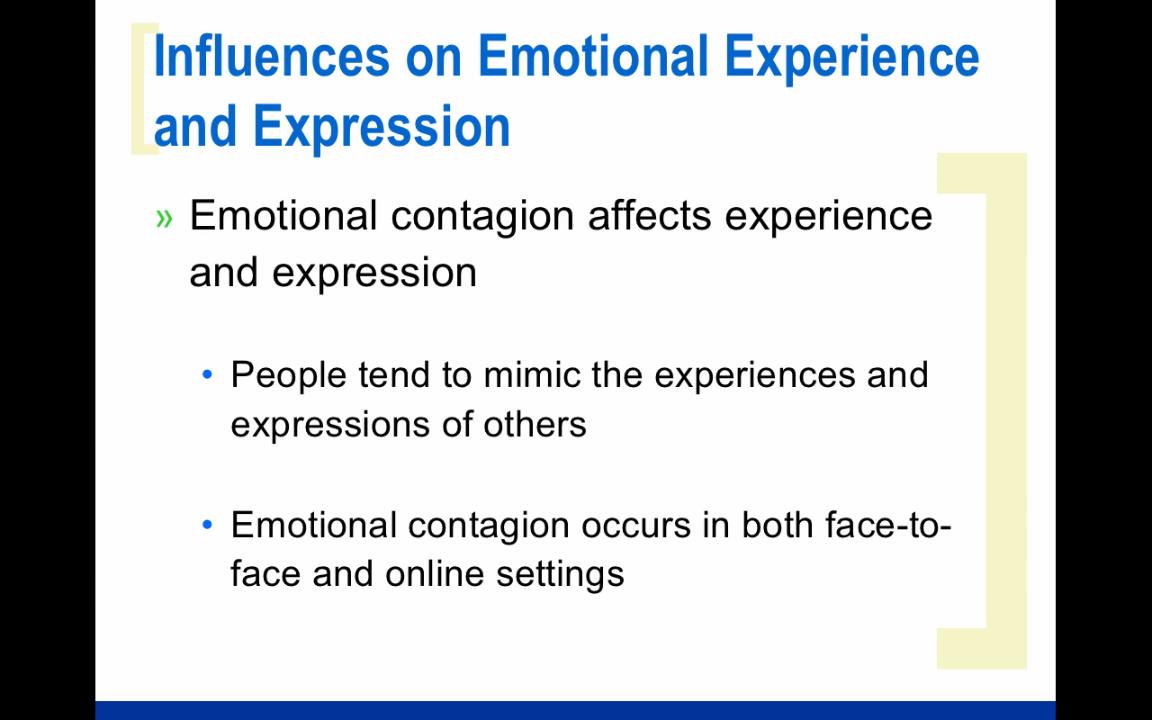 Influences on Emotional Experience
and Expression
» Emotional contagion affects experience
and expression
• People tend to mimic the experiences and
expressions of others
• Emotional contagion occurs in both face-to-
face and online settings